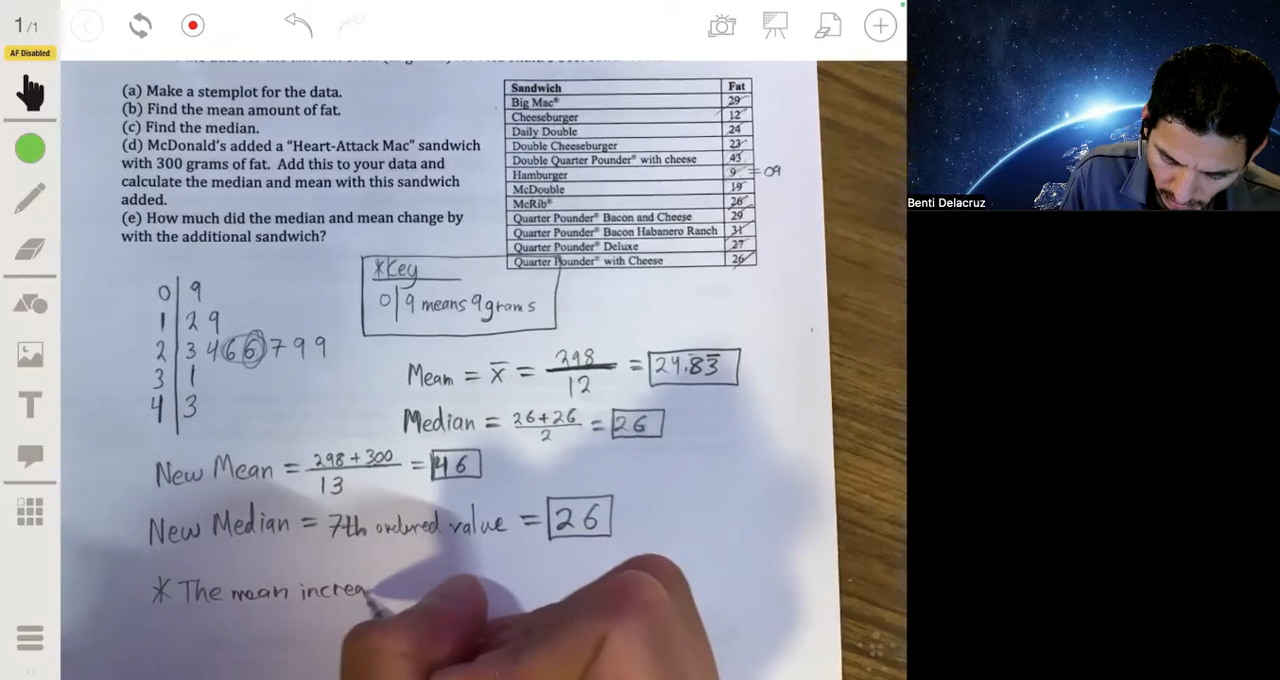 1/1
AF Disabled
(a) Make a stemplot for the data.
(b) Find the mean amount of fat.
(c) Find the median.
(d) McDonald's added a "Heart-Attack Mac" sandwich
with 300 grams of fat. Add this to your data and
calculate the median and mean with this sandwich
added.
(e) How much did the median and mean change by
with the additional sandwich?
Sandwich Fat
Big Mac® 29
Cheeseburger 12
Daily Double 24
Double Cheeseburger 23
Double Quarter Pounder® with cheese 43
Hamburger 9 = 09
McDouble 19
McRib® 26
Quarter Pounder® Bacon and Cheese 29
Quarter Pounder® Bacon Habanero Ranch 31
Quarter Pounder® Deluxe 27
Quarter Pounder® with Cheese 26
*Key
0|9 means 9 grams
0|9
1|2 9
2|3 4 6 6 7 9 9
3|1
4|3
Mean = x̄ = 298/12 = 24.83̅
Median = 26+26/2 = 26
New Mean = 298+300/13 = 46
New Median = 7th ordered value = 26
* The mean increa
T
Benti Delacruz